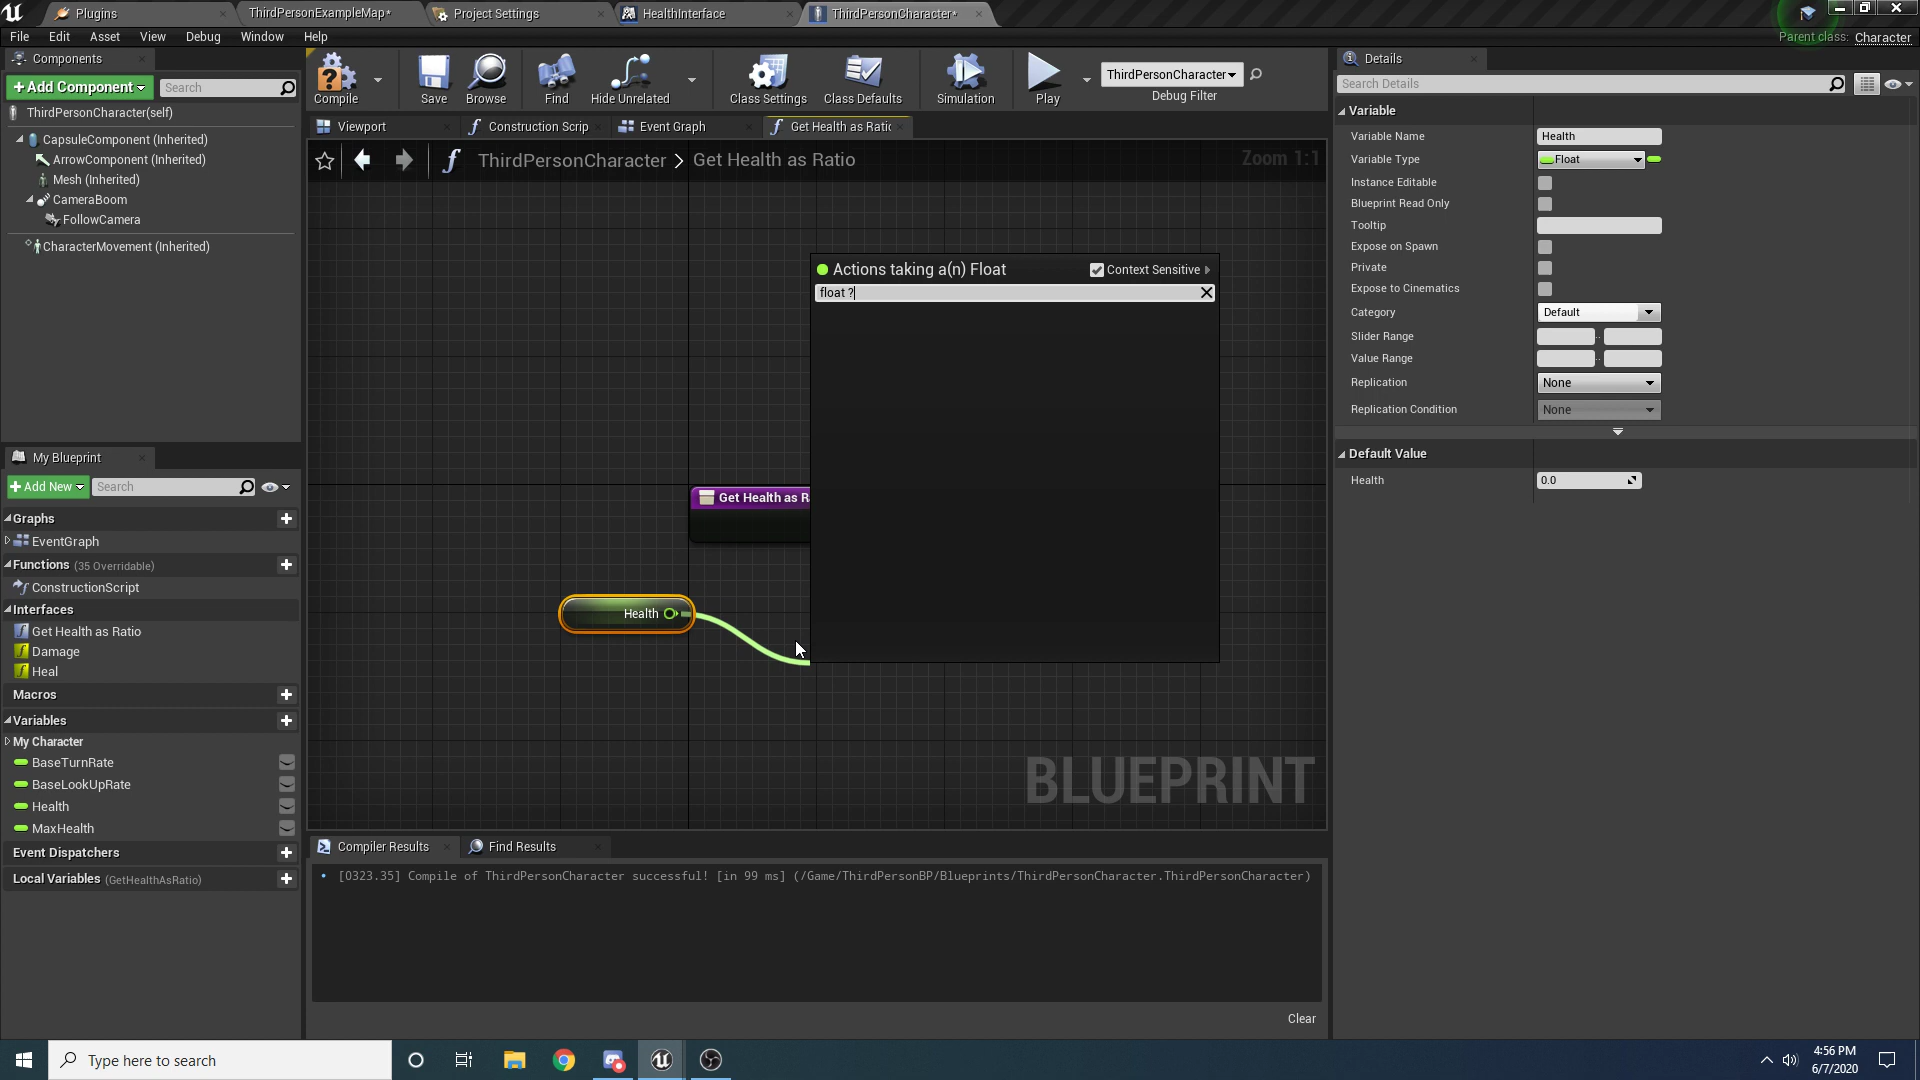 Plugins
ThirdPersonExampleMap*
Project Settings
HealthInterface
ThirdPersonCharacter*
File Edit Asset View Debug Window Help
Parent class: Character
Components
+Add Component
Search
ThirdPersonCharacter(self)
CapsuleComponent (Inherited)
ArrowComponent (Inherited)
Mesh (Inherited)
CameraBoom
FollowCamera
CharacterMovement (Inherited)
Compile
Save
Browse
Find
Hide Unrelated
Class Settings
Class Defaults
Simulation
Play
ThirdPersonCharacter
Debug Filter
Viewport
Construction Scrip
Event Graph
Get Health as Ratio
ThirdPersonCharacter > Get Health as Ratio
Zoom 1:1
Actions taking a(n) Float
Context Sensitive
float ?
Get Health as R
Health
BLUEPRINT
My Blueprint
+Add New
Search
Graphs
EventGraph
Functions (35 Overridable)
ConstructionScript
Interfaces
Get Health as Ratio
Damage
Heal
Macros
Variables
My Character
BaseTurnRate
BaseLookUpRate
Health
MaxHealth
Event Dispatchers
Local Variables (GetHealthAsRatio)
Compiler Results
Find Results
• [0323.35] Compile of ThirdPersonCharacter successful! [in 99 ms] (/Game/ThirdPersonBP/Blueprints/ThirdPersonCharacter.ThirdPersonCharacter)
Clear
Details
Search Details
Variable
Variable Name Health
Variable Type Float
Instance Editable
Blueprint Read Only
Tooltip
Expose on Spawn
Private
Expose to Cinematics
Category Default
Slider Range
Value Range
Replication None
Replication Condition None
Default Value
Health 0.0
Type here to search
4:56 PM
6/7/2020